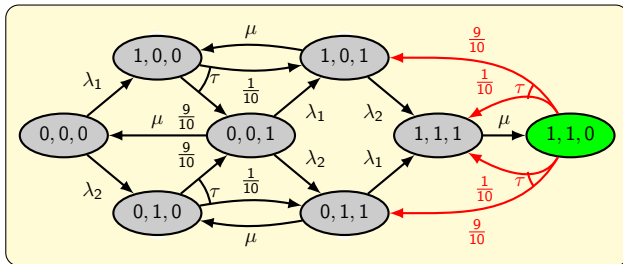 μ
9/10
1, 0, 0
1, 0, 1
λ1
τ
1/10
1/10
τ
9/10
λ1
λ2
0, 0, 0
μ
0, 0, 1
1, 1, 1
μ
1, 1, 0
9/10
λ2
λ1
λ2
τ
1/10
1/10
τ
0, 1, 0
0, 1, 1
9/10
μ